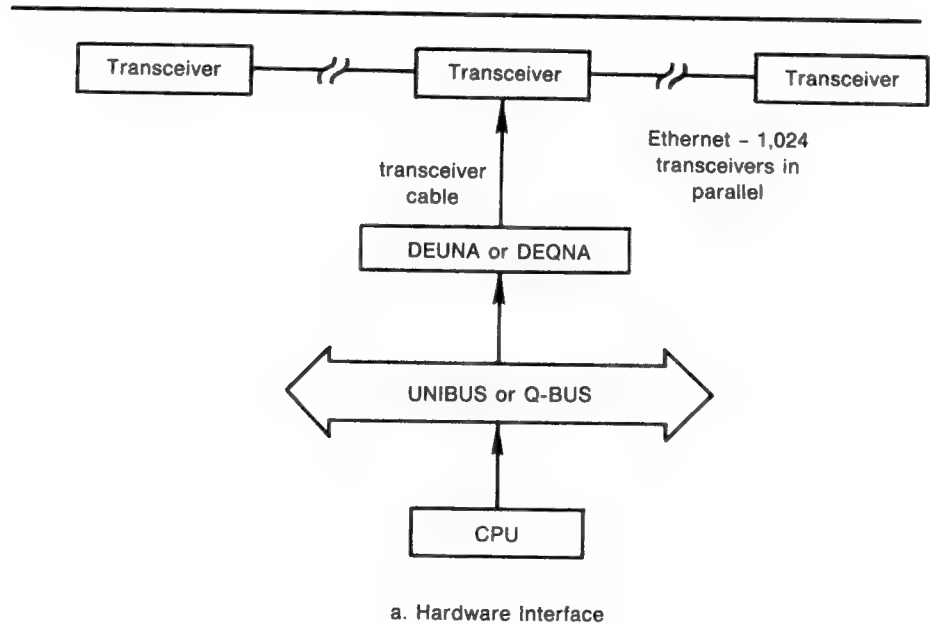 Transceiver
Transceiver
Transceiver
Ethernet – 1,024
transceivers in
parallel
transceiver
cable
DEUNA or DEQNA
UNIBUS or Q-BUS
CPU
a. Hardware Interface